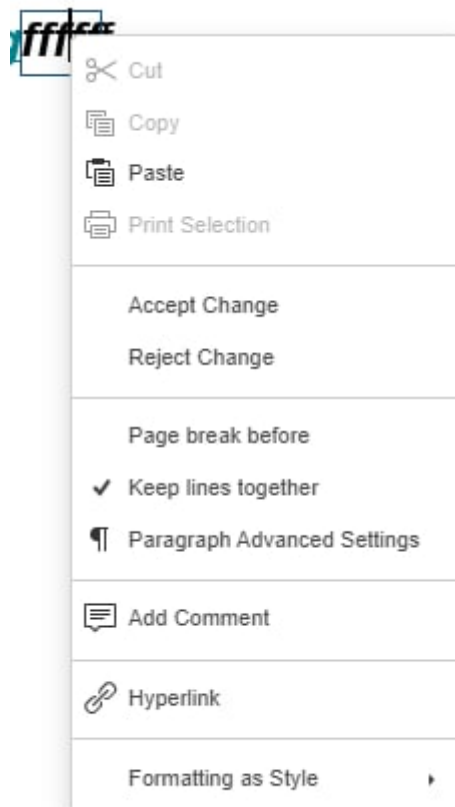 ffffff
Cut
Copy
Paste
Print Selection
Accept Change
Reject Change
Page break before
Keep lines together
Paragraph Advanced Settings
Add Comment
Hyperlink
Formatting as Style